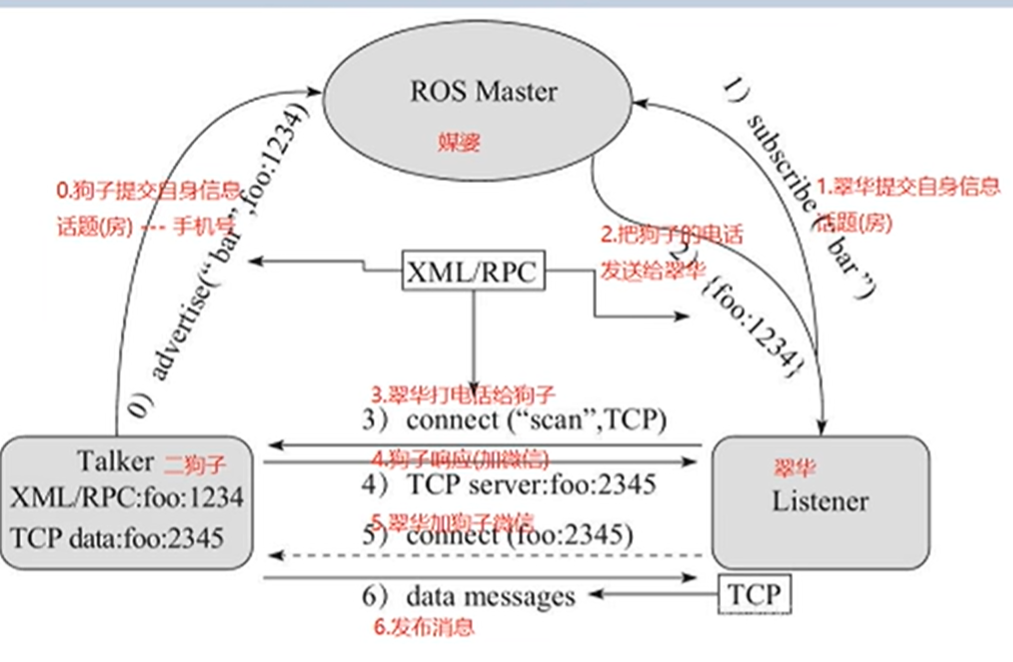 ROS Master
媒婆
0.狗子提交自身信息
话题(房) --- 手机号
0）advertise(“bar”,foo:1234)
1）subscribe (“bar”)
1.翠华提交自身信息
话题(房)
2.把狗子的电话
发送给翠华
2）{foo:1234}
XML/RPC
3.翠华打电话给狗子
3）connect (“scan”,TCP)
4.狗子响应(加微信)
4）TCP server:foo:2345
5.翠华加狗子微信
5）connect (foo:2345)
6）data messages
6.发布消息
Talker 二狗子
XML/RPC:foo:1234
TCP data:foo:2345
翠华
Listener
TCP